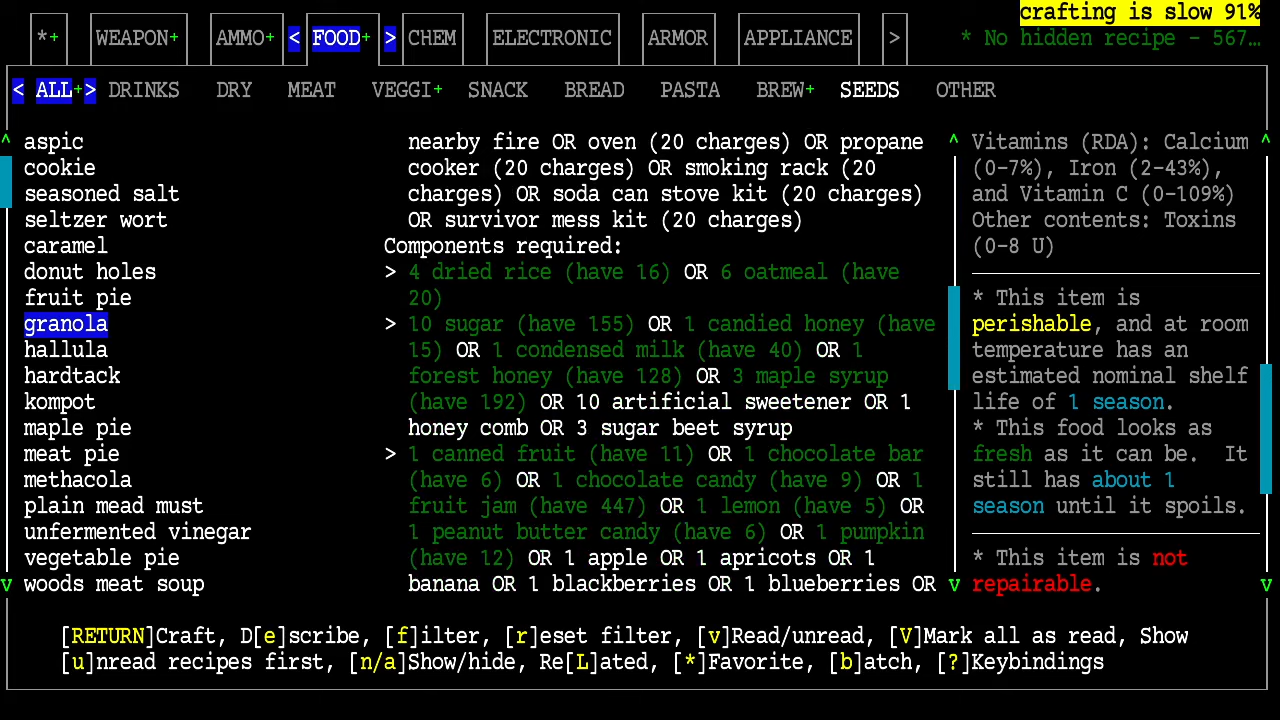 crafting is slow 91%
*+ WEAPON+ AMMO+ < FOOD+ > CHEM ELECTRONIC ARMOR APPLIANCE >
* No hidden recipe - 567…
< ALL+> DRINKS DRY MEAT VEGGI+ SNACK BREAD PASTA BREW+ SEEDS OTHER
^ aspic
cookie
seasoned salt
seltzer wort
caramel
donut holes
fruit pie
granola
hallula
hardtack
kompot
maple pie
meat pie
methacola
plain mead must
unfermented vinegar
vegetable pie
v woods meat soup
nearby fire OR oven (20 charges) OR propane ^
cooker (20 charges) OR smoking rack (20
charges) OR soda can stove kit (20 charges)
OR survivor mess kit (20 charges)
Components required:
> 4 dried rice (have 16) OR 6 oatmeal (have
20)
> 10 sugar (have 155) OR 1 candied honey (have
15) OR 1 condensed milk (have 40) OR 1
forest honey (have 128) OR 3 maple syrup
(have 192) OR 10 artificial sweetener OR 1
honey comb OR 3 sugar beet syrup
> 1 canned fruit (have 11) OR 1 chocolate bar
(have 6) OR 1 chocolate candy (have 9) OR 1
fruit jam (have 447) OR 1 lemon (have 5) OR
1 peanut butter candy (have 6) OR 1 pumpkin
(have 12) OR 1 apple OR 1 apricots OR 1
banana OR 1 blackberries OR 1 blueberries OR v
Vitamins (RDA): Calcium ^
(0-7%), Iron (2-43%),
and Vitamin C (0-109%)
Other contents: Toxins
(0-8 U)
* This item is
perishable, and at room
temperature has an
estimated nominal shelf
life of 1 season.
* This food looks as
fresh as it can be. It
still has about 1
season until it spoils.
* This item is not
repairable. v
[RETURN]Craft, D[e]scribe, [f]ilter, [r]eset filter, [v]Read/unread, [V]Mark all as read, Show
[u]nread recipes first, [n/a]Show/hide, Re[L]ated, [*]Favorite, [b]atch, [?]Keybindings